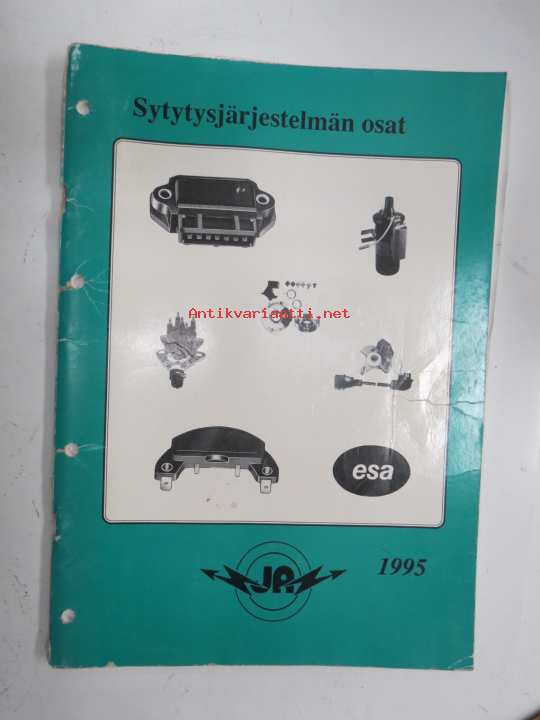 Sytytysjärjestelmän osat
Antikvariaatti.net
esa
JA
1995